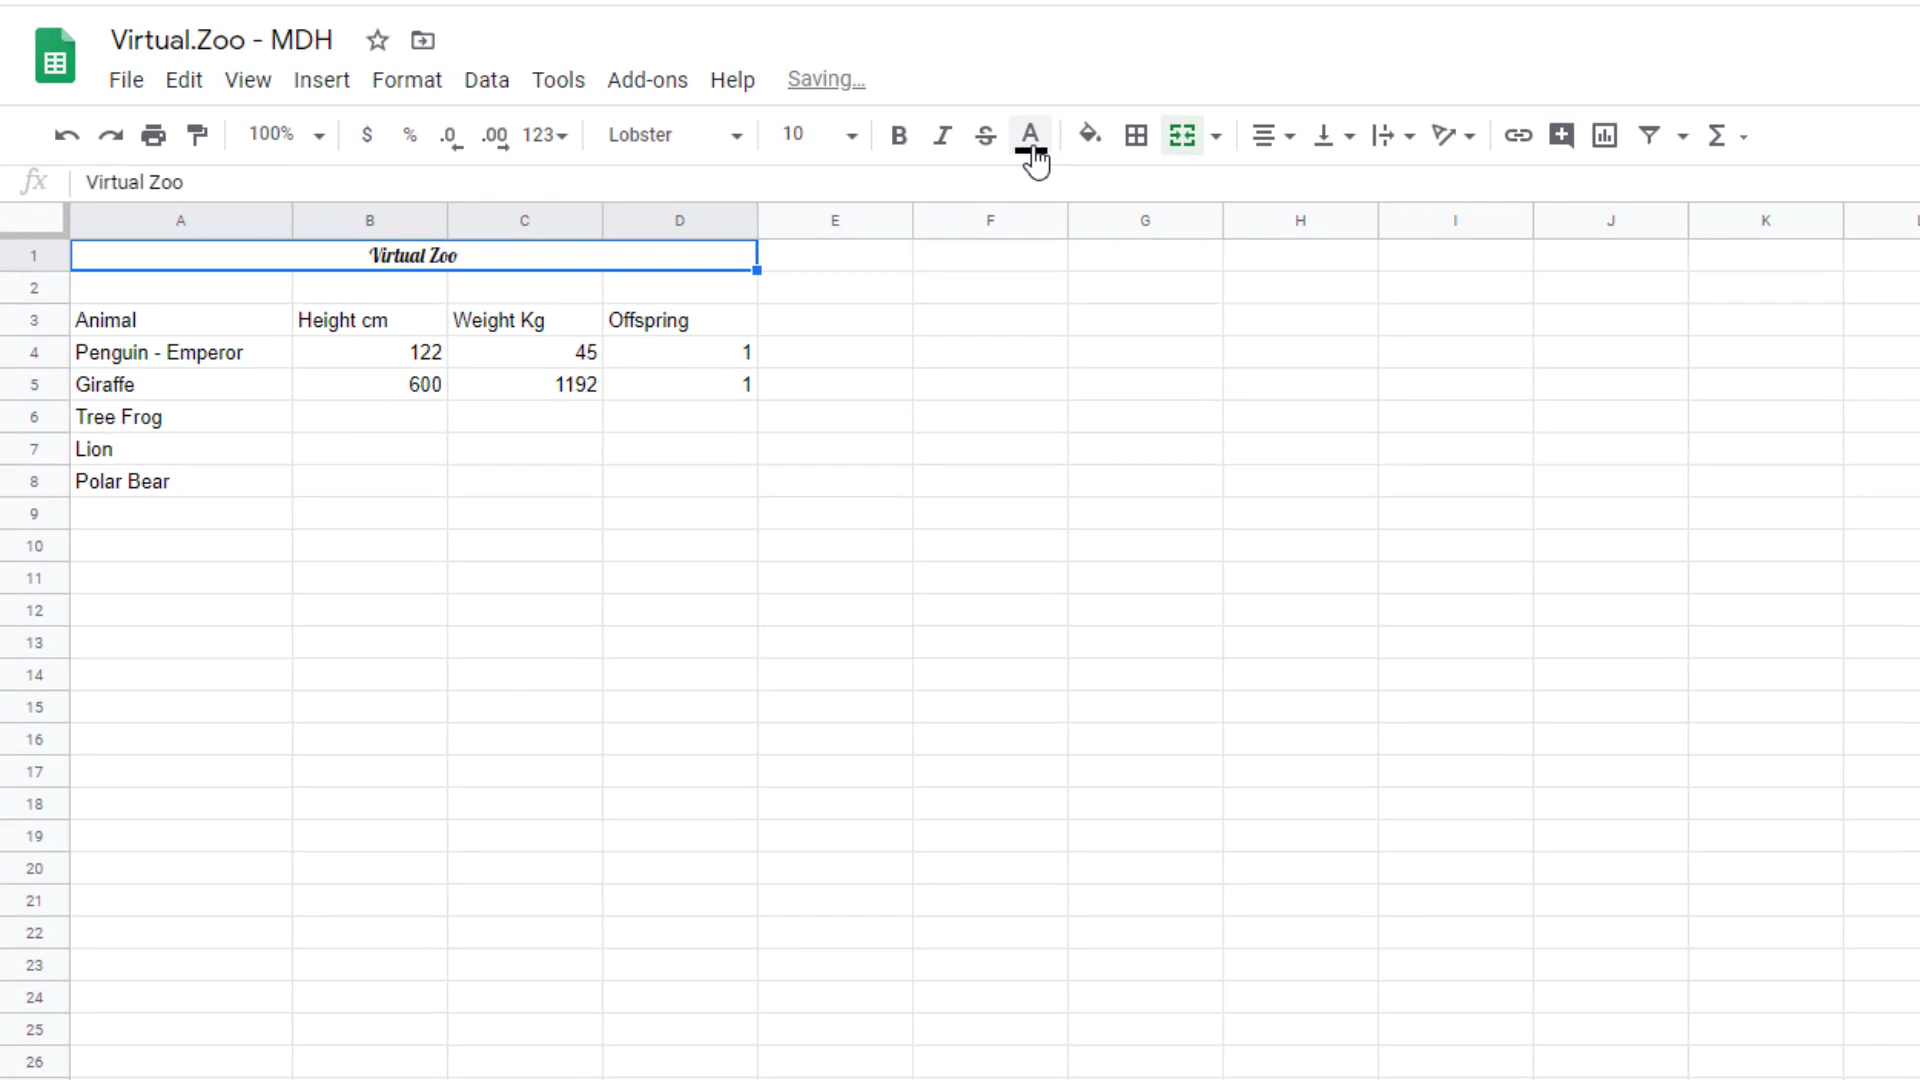 Virtual.Zoo - MDH
File Edit View Insert Format Data Tools Add-ons Help Saving...
100% $ % .0 .00 123 Lobster 10 B I S A Σ
fx Virtual Zoo
A B C D E F G H I J K L
1 Virtual Zoo
2
3 Animal Height cm Weight Kg Offspring
4 Penguin - Emperor 122 45 1
5 Giraffe 600 1192 1
6 Tree Frog
7 Lion
8 Polar Bear
9
10
11
12
13
14
15
16
17
18
19
20
21
22
23
24
25
26